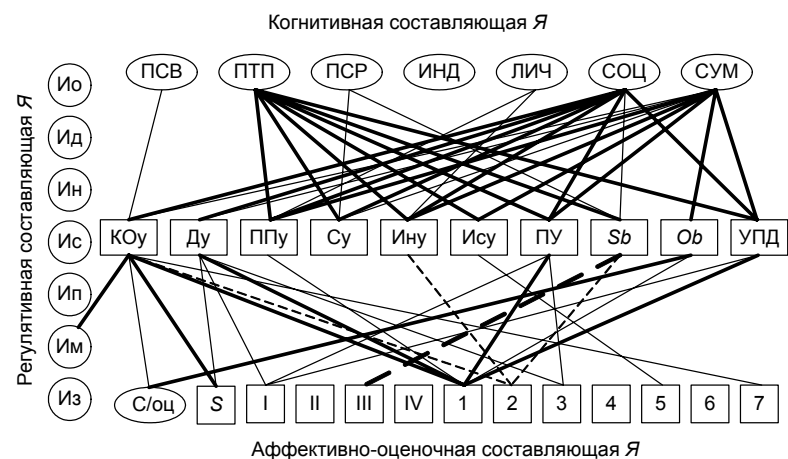 Когнитивная составляющая Я
Регулятивная составляющая Я
Ио ПСВ ПТП ПСР ИНД ЛИЧ СОЦ СУМ
Ид
Ин
Ис КОу Ду ППу Су Ину Ису ПУ Sb Ob УПД
Ип
Им
Из С/оц S I II III IV 1 2 3 4 5 6 7
Аффективно-оценочная составляющая Я